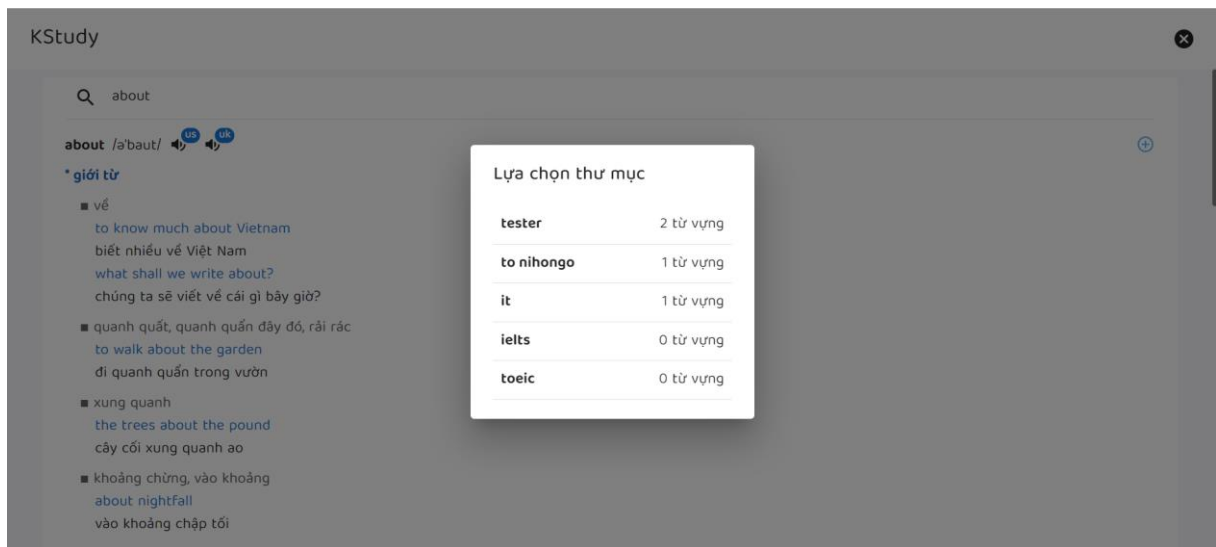 KStudy
about
about /ə'baut/ us uk
* giới từ
■ về
to know much about Vietnam
biết nhiều về Việt Nam
what shall we write about?
chúng ta sẽ viết về cái gì bây giờ?
■ quanh quất, quanh quẩn đây đó, rải rác
to walk about the garden
đi quanh quẩn trong vườn
■ xung quanh
the trees about the pound
cây cối xung quanh ao
■ khoảng chừng, vào khoảng
about nightfall
vào khoảng chập tối
Lựa chọn thư mục
tester 2 từ vựng
to nihongo 1 từ vựng
it 1 từ vựng
ielts 0 từ vựng
toeic 0 từ vựng